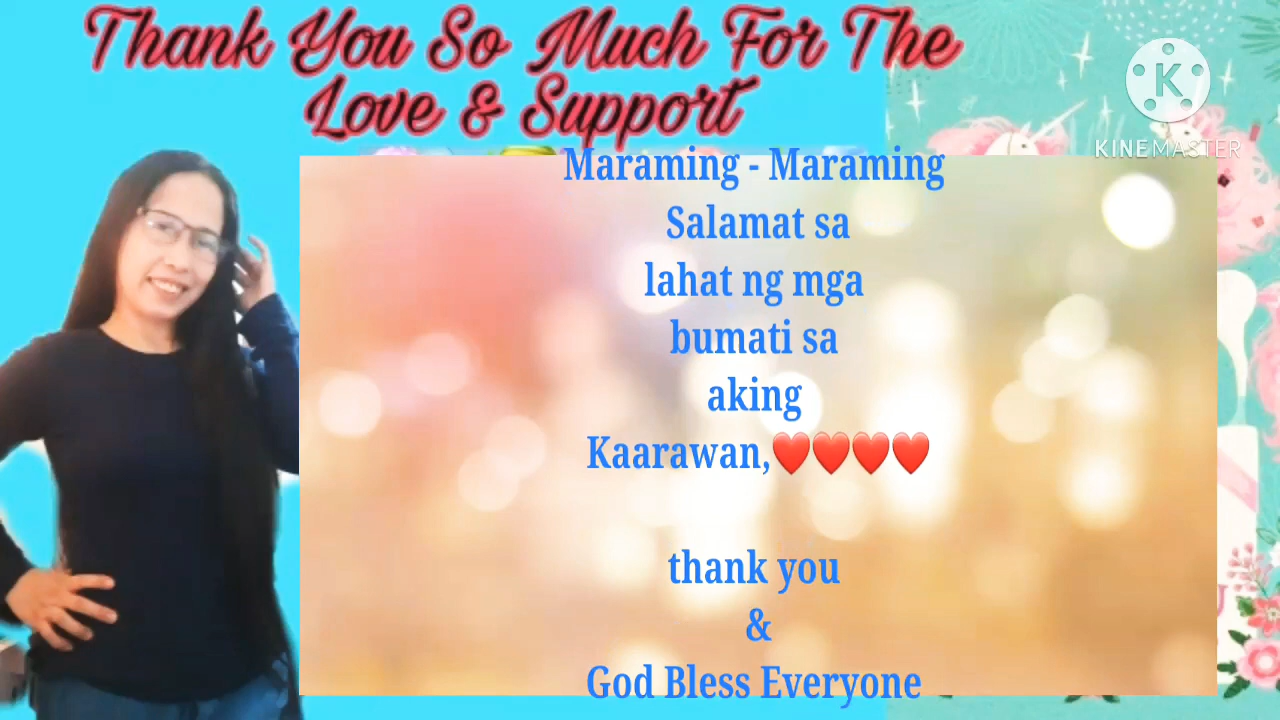 Thank You So Much For The
Love & Support
K
KINEMASTER
Maraming - Maraming
Salamat sa
lahat ng mga
bumati sa
aking
Kaarawan,❤️❤️❤️❤️
thank you
&
God Bless Everyone